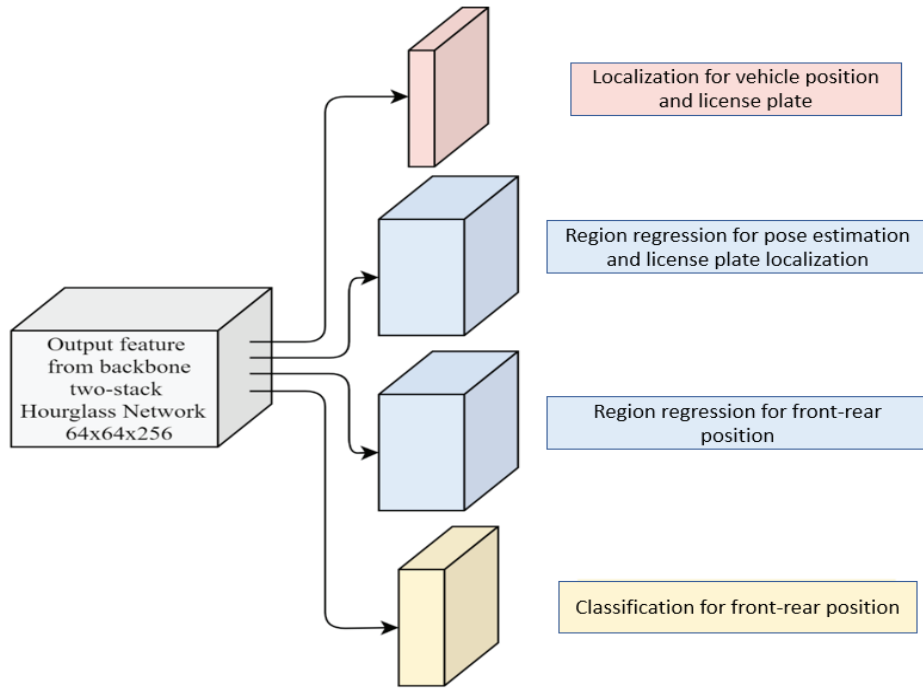 Localization for vehicle position
and license plate
Region regression for pose estimation
and license plate localization
Output feature
from backbone
two-stack
Hourglass Network
64x64x256
Region regression for front-rear
position
Classification for front-rear position